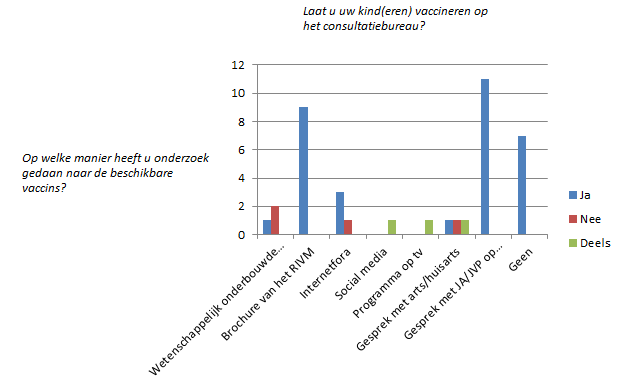 Laat u uw kind(eren) vaccineren op
het consultatiebureau?
Op welke manier heeft u onderzoek
gedaan naar de beschikbare
vaccins?
12
10
8
6
4
2
0
Wetenschappelijk onderbouwde...
Brochure van het RIVM
Internetfora
Social media
Programma op tv
Gesprek met arts/huisarts
Gesprek met JA/JVP op...
Geen
Ja
Nee
Deels